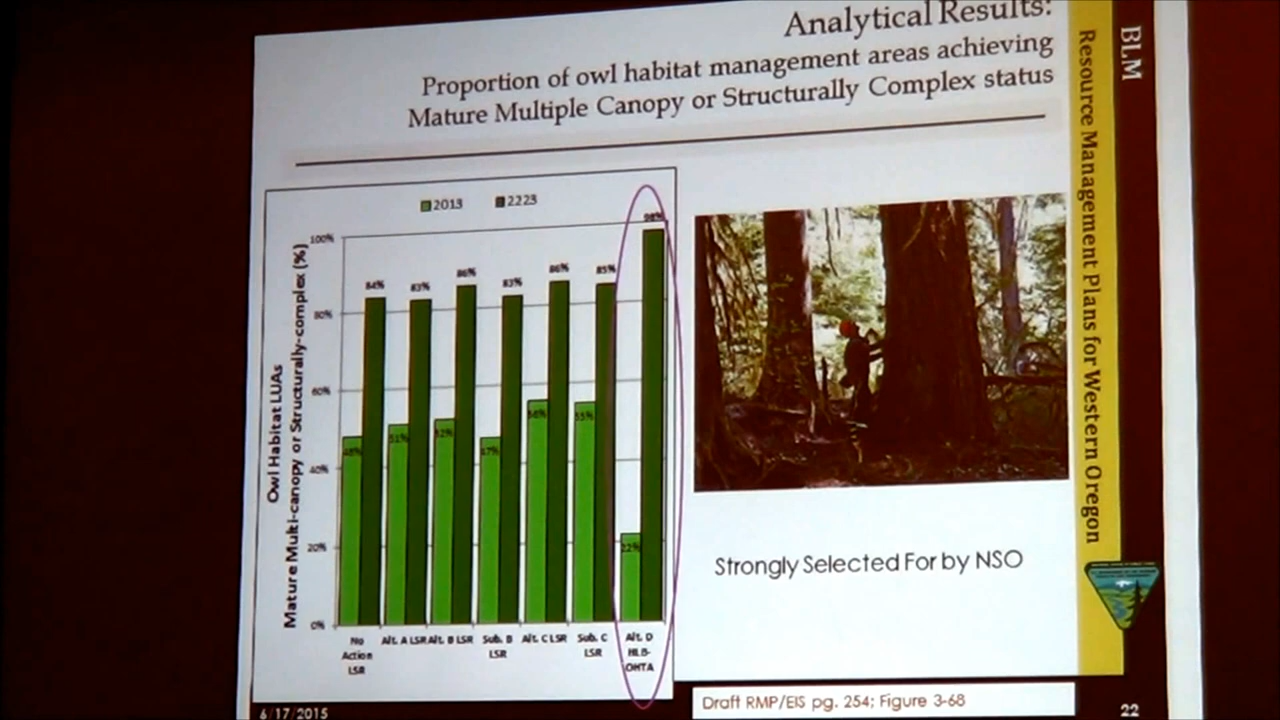 Analytical Results:
Proportion of owl habitat management areas achieving
Mature Multiple Canopy or Structurally Complex status
BLM
Resource Management Plans for Western Oregon
2013 2223
Owl Habitat LUAs
Mature Multi-canopy or Structurally-complex (%)
100%
80%
60%
40%
20%
0%
48% 84% 51% 83% 52% 86% 47% 83% 56% 86% 55% 85% 22% 98%
No Action LSR
Alt. A LSR
Alt. B LSR
Sub. B LSR
Alt. C LSR
Sub. C LSR
Alt. D HLB-OHTA
Strongly Selected For by NSO
Draft RMP/EIS pg. 254; Figure 3-68
6/17/2015
22